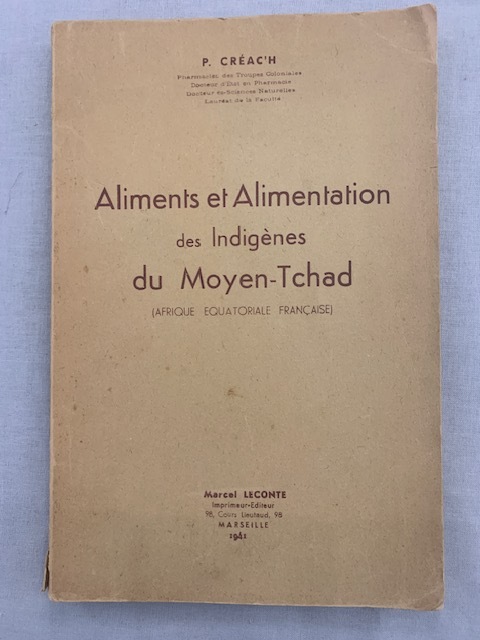 P. CRÉAC'H
Pharmacien des Troupes Coloniales
Docteur d'Etat en Pharmacie
Docteur ès-Sciences Naturelles
Lauréat de la Faculté
Aliments et Alimentation
des Indigènes
du Moyen-Tchad
(AFRIQUE EQUATORIALE FRANÇAISE)
Marcel LECONTE
Imprimeur-Editeur
98, Cours Lieutaud, 98
MARSEILLE
1941